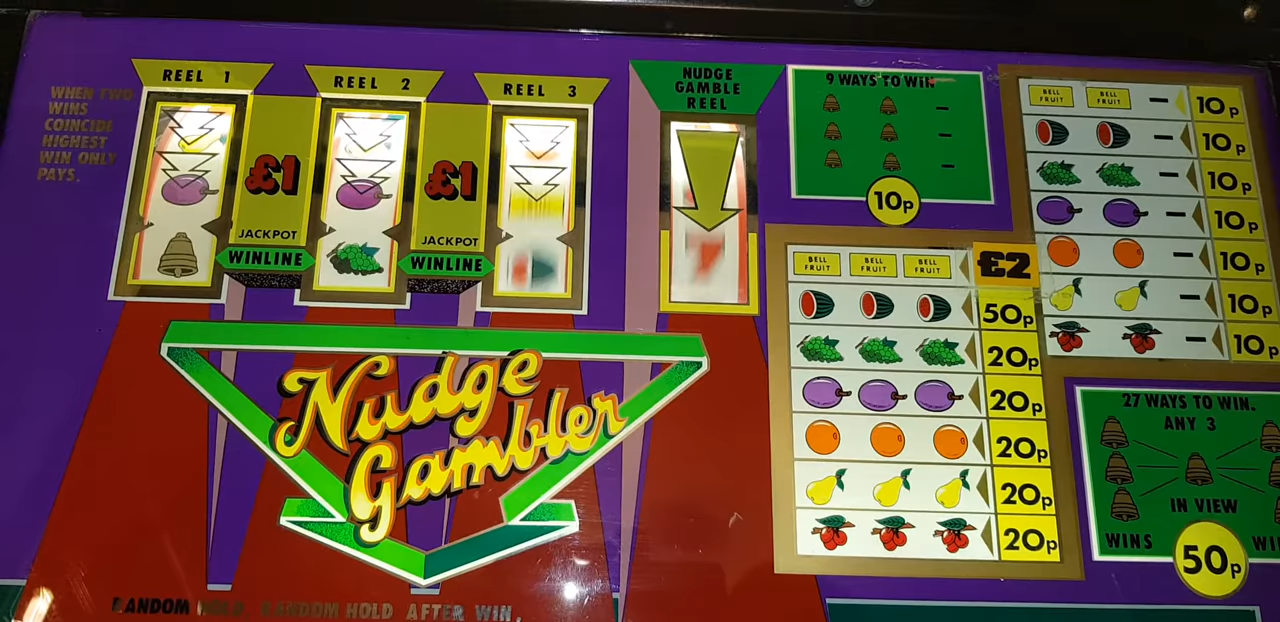 WHEN TWO
WINS
COINCIDE
HIGHEST
WIN ONLY
PAYS.
REEL 1
REEL 2
REEL 3
£1
JACKPOT
WINLINE
£1
JACKPOT
WINLINE
NUDGE
GAMBLE
REEL
9 WAYS TO WIN
10p
BELL FRUIT BELL FRUIT 10p
10p
10p
10p
10p
10p
10p
BELL FRUIT BELL FRUIT BELL FRUIT £2
50p
20p
20p
20p
20p
20p
27 WAYS TO WIN.
ANY 3
IN VIEW
WINS
50p
Nudge
Gambler
RANDOM HOLD RANDOM HOLD AFTER WIN.